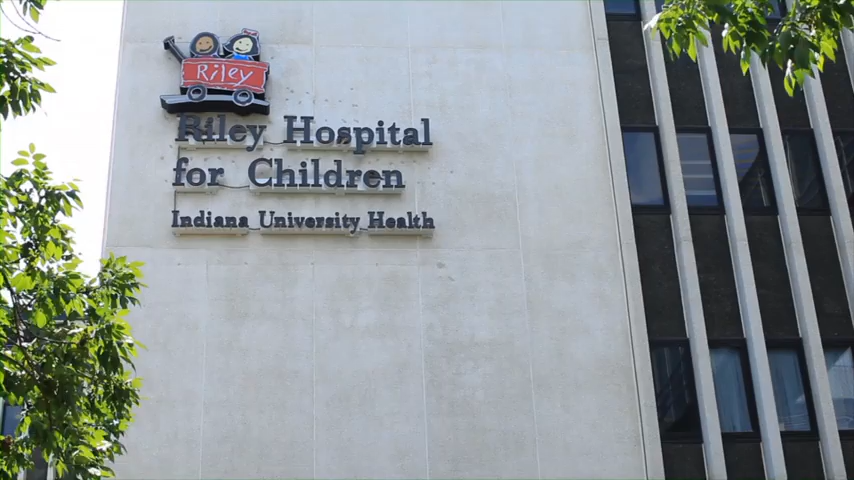 Riley
Riley Hospital
for Children
Indiana University Health